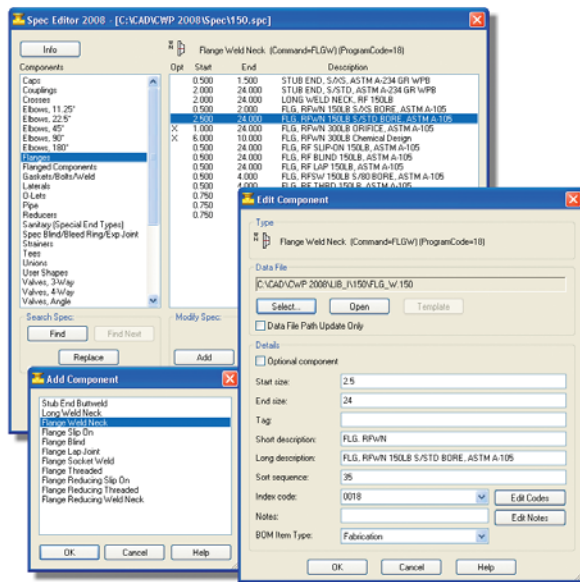 Spec Editor 2008 - [C:\CAD\CWP 2008\Spec\150.spc]
Info
Flange Weld Neck (Command=FLGW) (ProgramCode=18)
Components
Opt Start End Description
Caps
Couplings
Crosses
Elbows, 11.25°
Elbows, 22.5°
Elbows, 45°
Elbows, 90°
Elbows, 180°
Flanges
Flanged Components
Gaskets/Bolts/Weld
Laterals
O-Lets
Pipe
Reducers
Sanitary (Special End Types)
Spec Blind/Bleed Ring/Exp Joint
Strainers
Tees
Unions
User Shapes
Valves, 3-Way
Valves, 4-Way
Valves, Angle
0.500 1.500 STUB END, S/XS, ASTM A-234 GR WPB
2.000 24.000 STUB END, S/STD, ASTM A-234 GR WPB
2.000 24.000 LONG WELD NECK, RF 150LB
0.500 2.000 FLG, RFWN 150LB S/XS BORE, ASTM A-105
2.500 24.000 FLG, RFWN 150LB S/STD BORE, ASTM A-105
X 1.000 24.000 FLG, RFWN 300LB ORIFICE, ASTM A-105
X 6.000 10.000 FLG, RFWN 300LB Chemical Design
0.500 24.000 FLG, RF SLIP-ON 150LB, ASTM A-105
0.500 24.000 FLG, RF BLIND 150LB, ASTM A-105
0.500 24.000 FLG, RF LAP 150LB, ASTM A-105
0.500 4.000 FLG, RFSW 150LB S/80 BORE, ASTM A-105
0.500 4.000 FLG, RF THRD 150LB, ASTM A-105
0.750
0.750
0.750
Search Spec:
Find
Find Next
Replace
Modify Spec:
Add
Edit Component
Type
Flange Weld Neck (Command=FLGW) (ProgramCode=18)
Data File
C:\CAD\CWP 2008\LIB_I\150\FLG_W.150
Select...
Open
Template
Data File Path Update Only
Details
Optional component
Start size: 2.5
End size: 24
Tag:
Short description: FLG, RFWN
Long description: FLG, RFWN 150LB S/STD BORE, ASTM A-105
Sort sequence: 35
Index code: 0018 Edit Codes
Notes: Edit Notes
BOM Item Type: Fabrication
OK Cancel Help
Add Component
Stub End Buttweld
Long Weld Neck
Flange Weld Neck
Flange Slip On
Flange Blind
Flange Lap Joint
Flange Socket Weld
Flange Threaded
Flange Reducing Slip On
Flange Reducing Threaded
Flange Reducing Weld Neck
OK Cancel Help